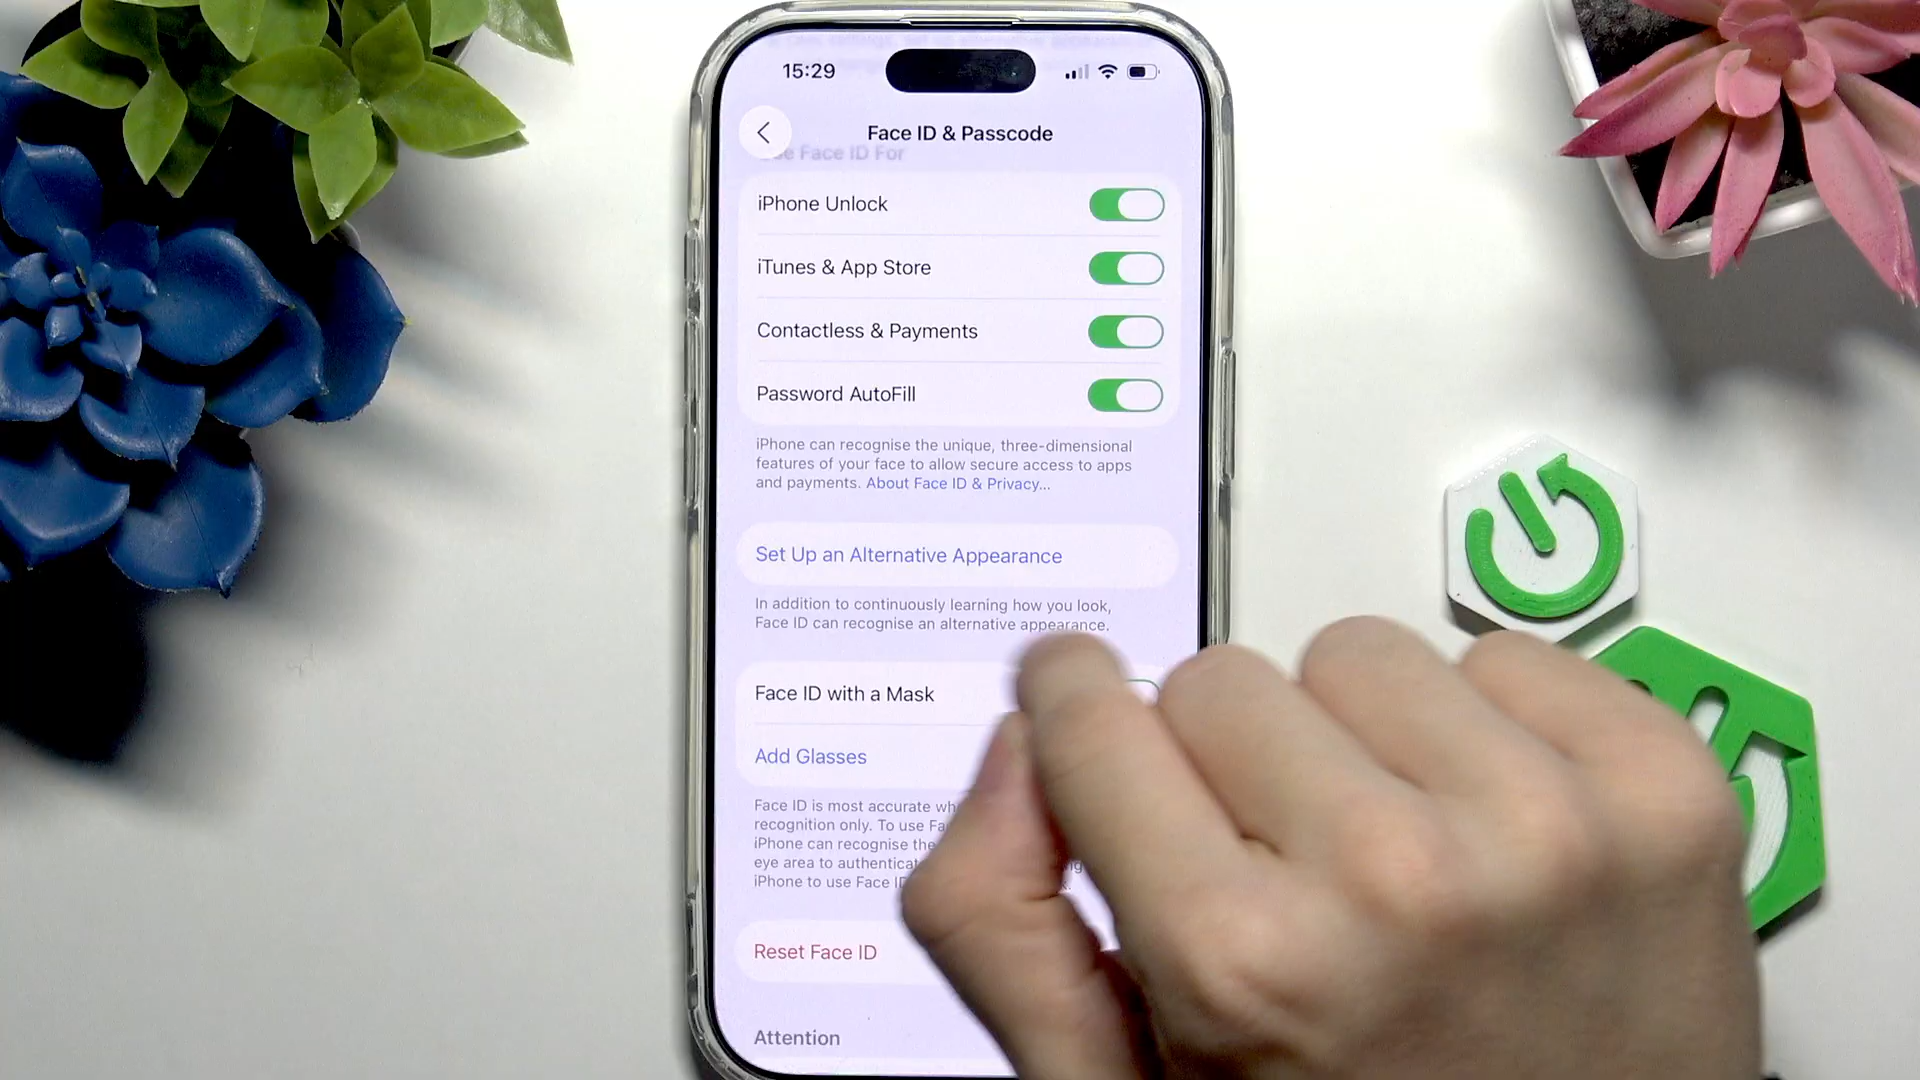 15:29
Face ID & Passcode
Use Face ID For
iPhone Unlock
iTunes & App Store
Contactless & Payments
Password AutoFill
iPhone can recognise the unique, three-dimensional
features of your face to allow secure access to apps
and payments. About Face ID & Privacy...
Set Up an Alternative Appearance
In addition to continuously learning how you look,
Face ID can recognise an alternative appearance.
Face ID with a Mask
Add Glasses
Face ID is most accurate
recognition only. To use
iPhone can recognise the
eye area to
iPhone to use Face ID
Reset Face ID
Attention